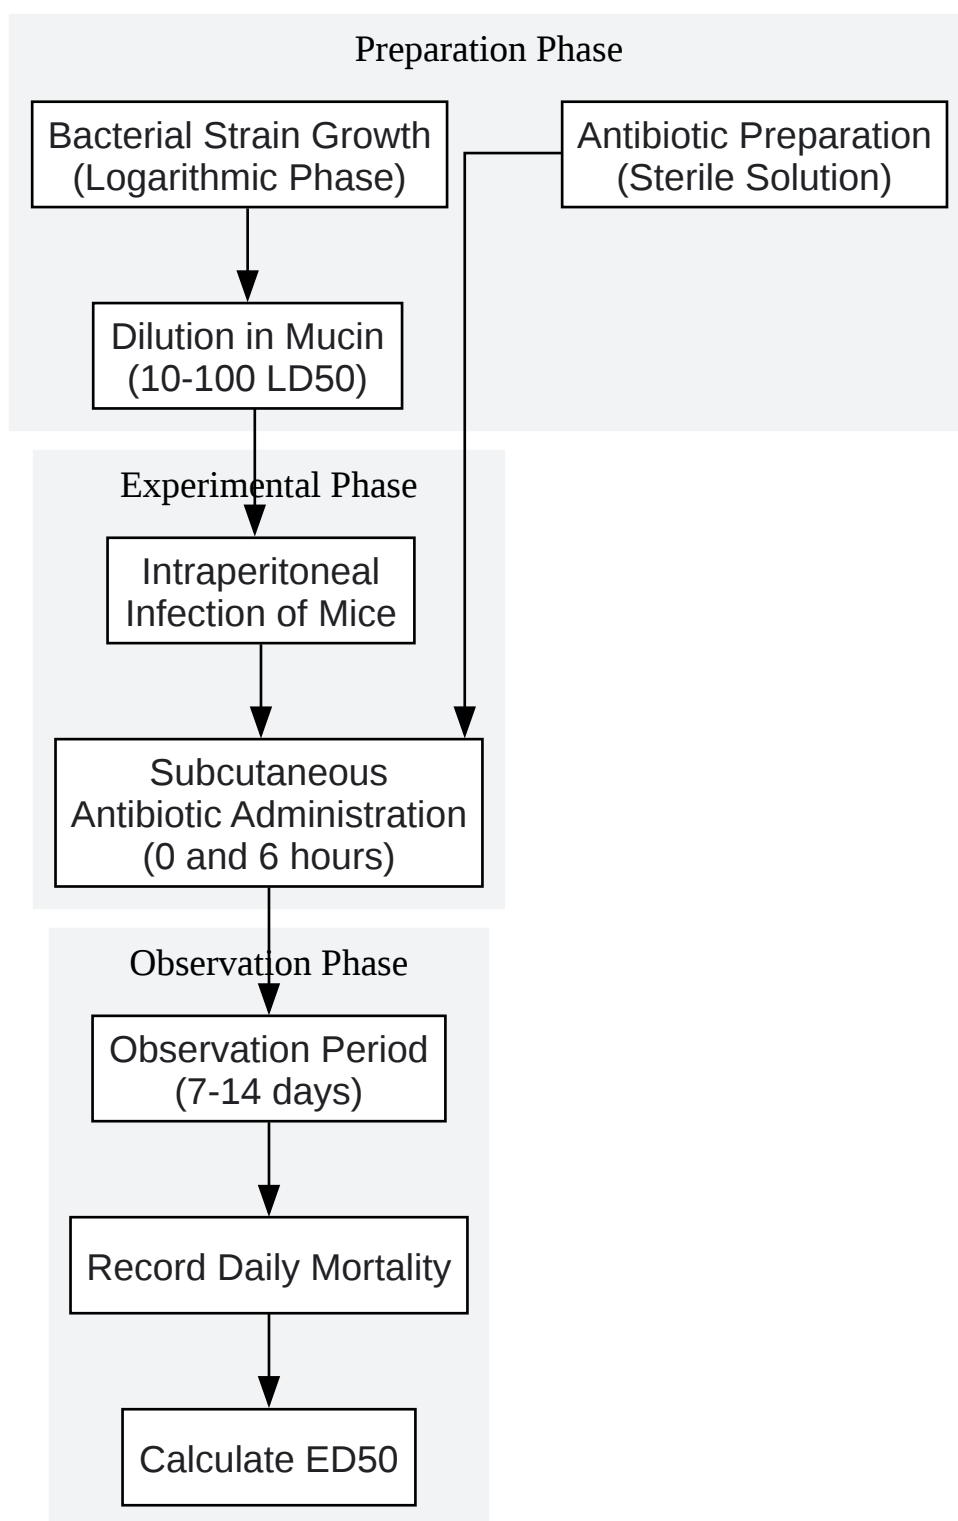 Preparation Phase
Bacterial Strain Growth
(Logarithmic Phase)
Antibiotic Preparation
(Sterile Solution)
Dilution in Mucin
(10-100 LD50)
Experimental Phase
Intraperitoneal
Infection of Mice
Subcutaneous
Antibiotic Administration
(0 and 6 hours)
Observation Phase
Observation Period
(7-14 days)
Record Daily Mortality
Calculate ED50